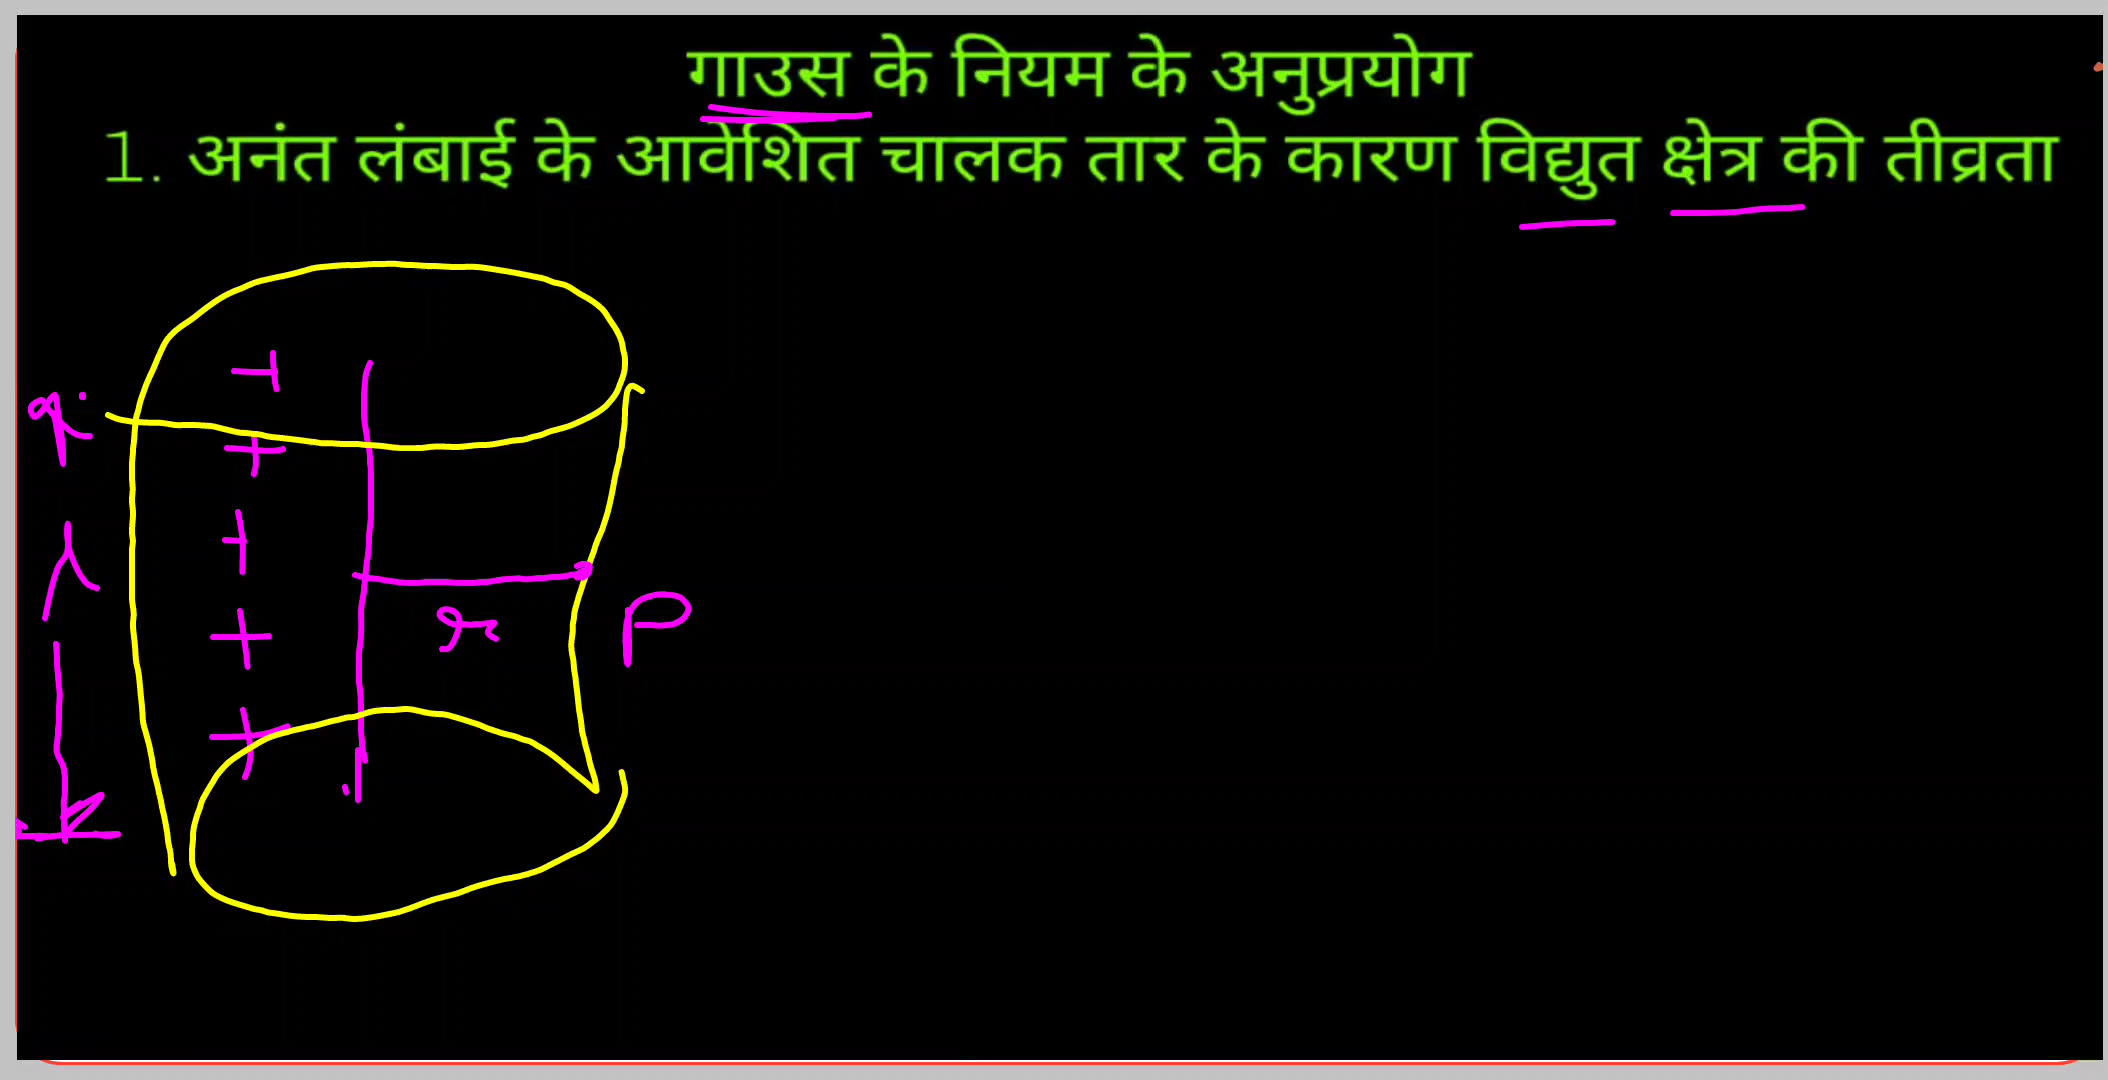 गाउस के नियम के अनुप्रयोग
1. अनंत लंबाई के आवेशित चालक तार के कारण विद्युत क्षेत्र की तीव्रता
+
+
+
λ
+
r
P
+